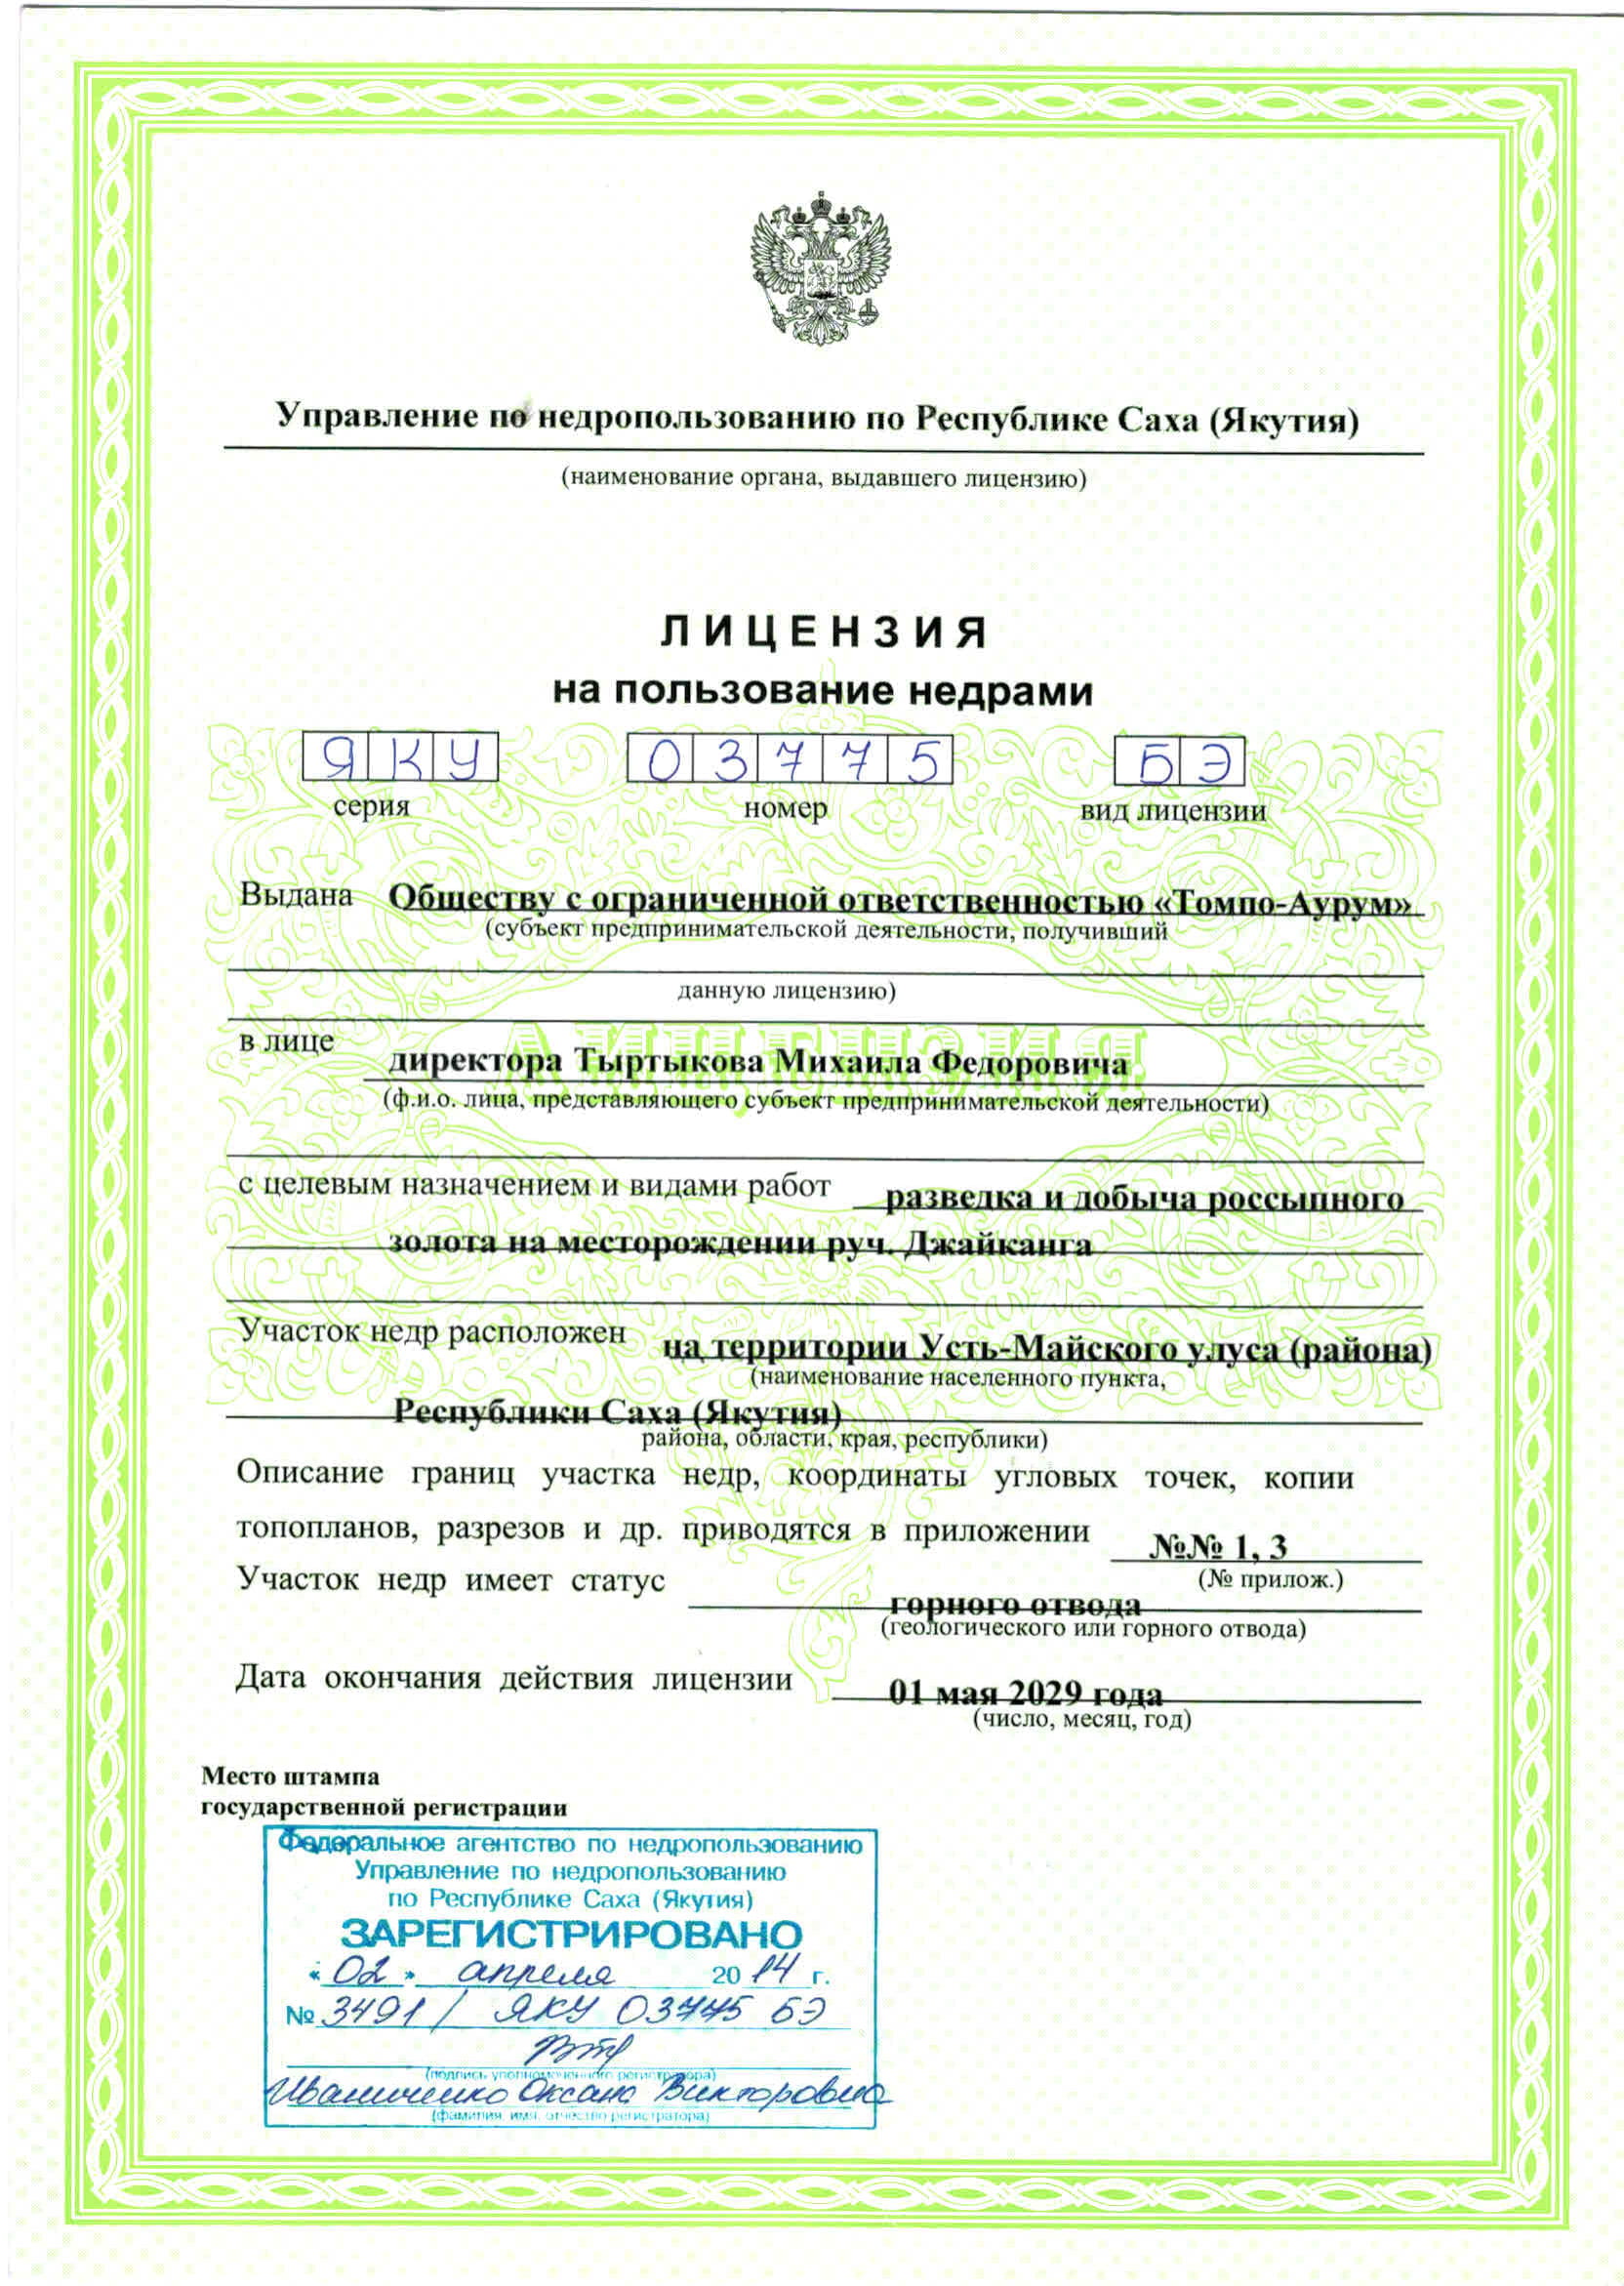 Управление по недропользованию по Республике Саха (Якутия)
(наименование органа, выдавшего лицензию)
ЛИЦЕНЗИЯ
на пользование недрами
ЯКУ 03775 БЭ
серия номер вид лицензии
Выдана Обществу с ограниченной ответственностью «Томпо-Аурум»
(субъект предпринимательской деятельности, получивший
данную лицензию)
ЛИЦЕНЗИЯ
в лице директора Тыртыкова Михаила Федоровича
(ф.и.о. лица, представляющего субъект предпринимательской деятельности)
с целевым назначением и видами работ разведка и добыча россыпного
золота на месторождении руч. Джайканга
Участок недр расположен на территории Усть-Майского улуса (района)
(наименование населенного пункта,
Республики Саха (Якутия)
района, области, края, республики)
Описание границ участка недр, координаты угловых точек, копии
топопланов, разрезов и др. приводятся в приложении №№ 1, 3
(№ прилож.)
Участок недр имеет статус горного отвода
(геологического или горного отвода)
Дата окончания действия лицензии 01 мая 2029 года
(число, месяц, год)
Место штампа
государственной регистрации
Федеральное агентство по недропользованию
Управление по недропользованию
по Республике Саха (Якутия)
ЗАРЕГИСТРИРОВАНО
«02» апреля 2014 г.
№ 3491 / ЯКУ 03775 БЭ
(подпись уполномоченного регистратора)
Оксана Викторовна
(фамилия, имя, отчество регистратора)